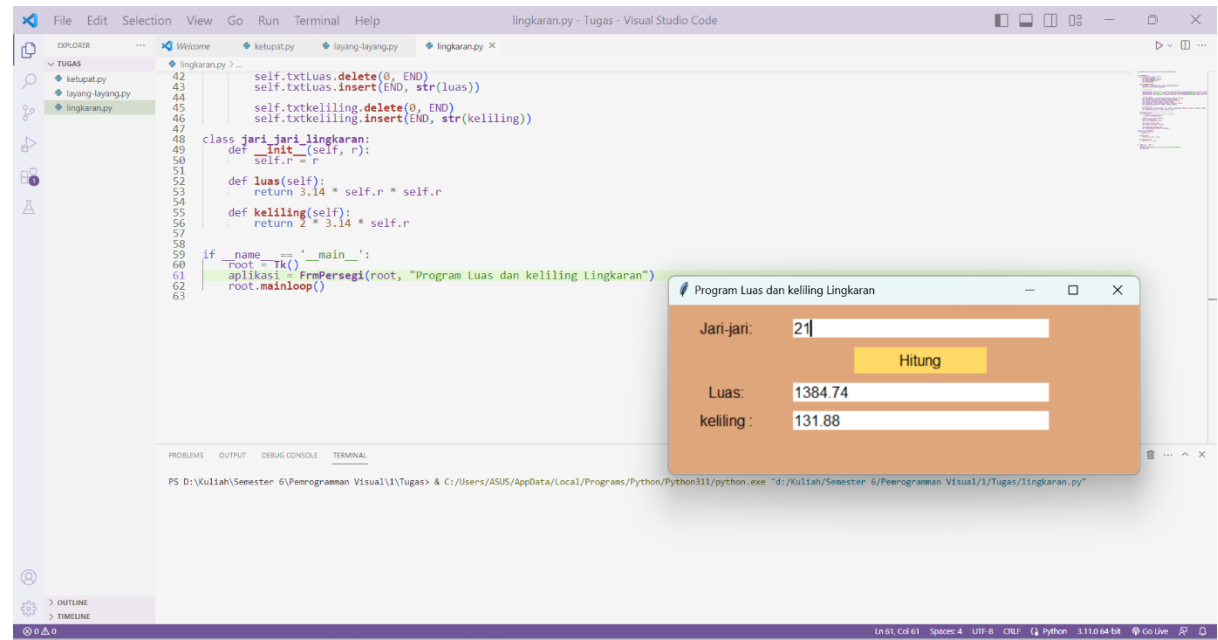 File Edit Selection View Go Run Terminal Help lingkaran.py - Tugas - Visual Studio Code
EXPLORER ···
Welcome ketupat.py layang-layang.py lingkaran.py ×
TUGAS
ketupat.py
layang-layang.py
lingkaran.py
lingkaran.py > ...
42 self.txtLuas.delete(0, END)
43 self.txtLuas.insert(END, str(luas))
44
45 self.txtkeliling.delete(0, END)
46 self.txtkeliling.insert(END, str(keliling))
47
48 class jari_jari_lingkaran:
49 def __init__(self, r):
50 self.r = r
51
52 def luas(self):
53 return 3.14 * self.r * self.r
54
55 def keliling(self):
56 return 2 * 3.14 * self.r
57
58
59 if __name__ == '__main__':
60 root = Tk()
61 aplikasi = FrmPersegi(root, "Program Luas dan keliling Lingkaran")
62 root.mainloop()
63
Program Luas dan keliling Lingkaran
Jari-jari: 21
Hitung
Luas: 1384.74
keliling : 131.88
PROBLEMS OUTPUT DEBUG CONSOLE TERMINAL
PS D:\Kuliah\Semester 6\Pemrogramman Visual\1\Tugas> & C:/Users/ASUS/AppData/Local/Programs/Python/Python311/python.exe "d:/Kuliah/Semester 6/Pemrogramman Visual/1/Tugas/lingkaran.py"
1
OUTLINE
TIMELINE
0 0 Ln 61, Col 61 Spaces: 4 UTF-8 CRLF Python 3.11.0 64-bit Go Live